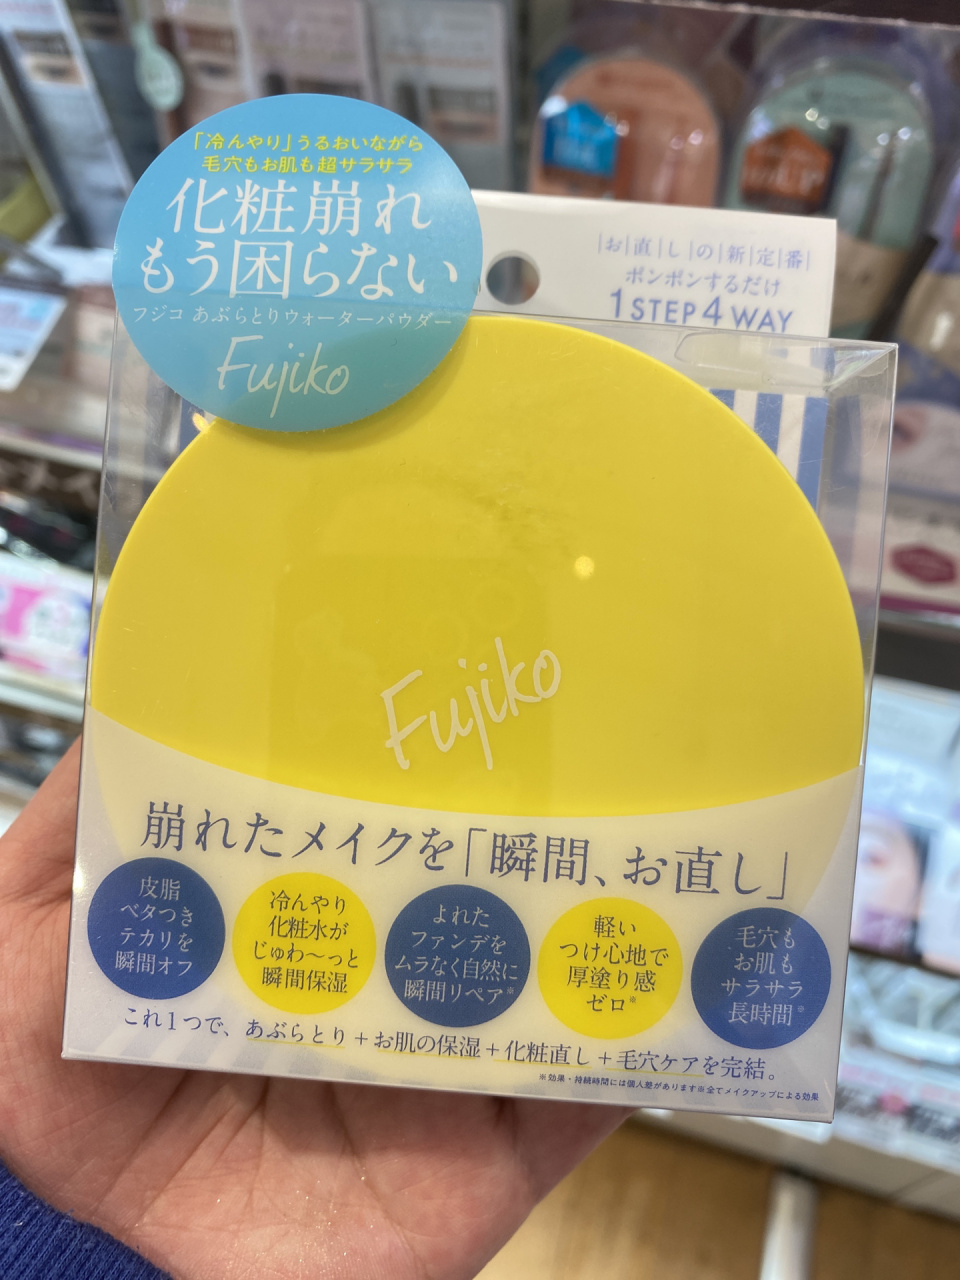 「冷んやり」うるおいながら
毛穴もお肌も超サラサラ
化粧崩れ
もう困らない
フジコ あぶらとりウォーターパウダー
Fujiko
お直しの新定番
ポンポンするだけ
1 STEP 4 WAY
Fujiko
崩れたメイクを「瞬間、お直し」
皮脂
ベタつき
テカリを
瞬間オフ
冷んやり
化粧水が
じゅわ〜っと
瞬間保湿
よれた
ファンデを
ムラなく自然に
瞬間リペア※
軽い
つけ心地で
厚塗り感
ゼロ※
毛穴も
お肌も
サラサラ
長時間※
これ1つで、あぶらとり+お肌の保湿+化粧直し+毛穴ケアを完結。
※効果・持続時間には個人差があります※全てメイクアップによる効果